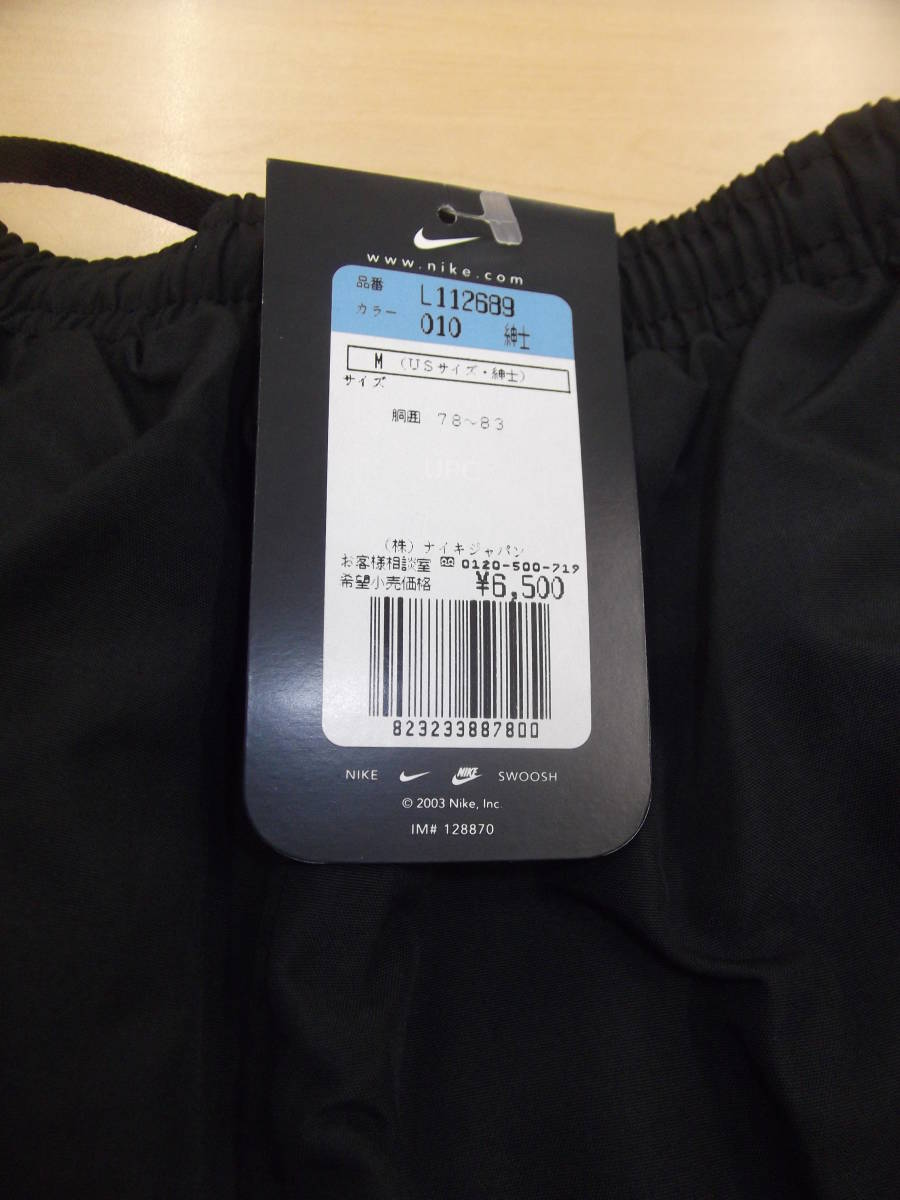 www.nike.com
品番 L112689
カラー 010 紳士
M (USサイズ・紳士)
サイズ
胴囲 78~83
UPC
(株)ナイキジャパン
お客様相談室 0120-500-719
希望小売価格 ¥6,500
823233887800
NIKE NIKE SWOOSH
© 2003 Nike, Inc.
IM# 128870